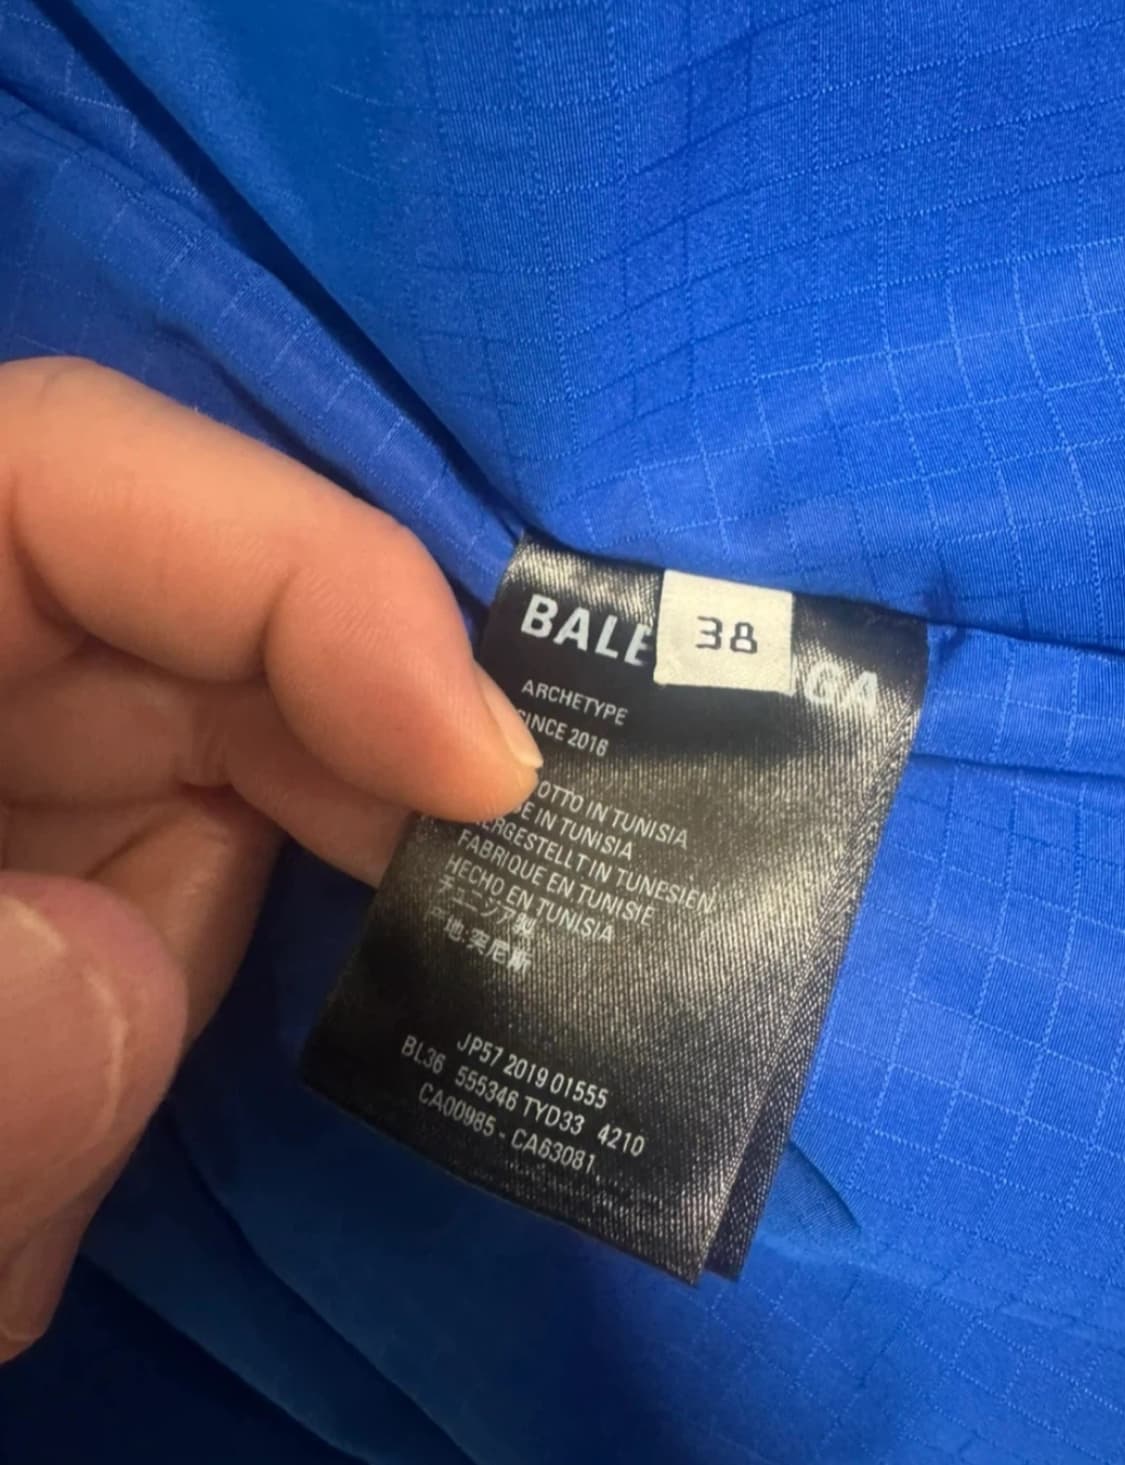 BALE GA
38
ARCHETYPE
SINCE 2016
OTTO IN TUNISIA
DE IN TUNISIA
ERGESTELLT IN TUNESIEN
FABRIQUE EN TUNISIE
HECHO EN TUNISIA
チュニジア製
产地:突尼斯
JP57 2019 01555
BL36 555346 TYD33 4210
CA00985 - CA63081